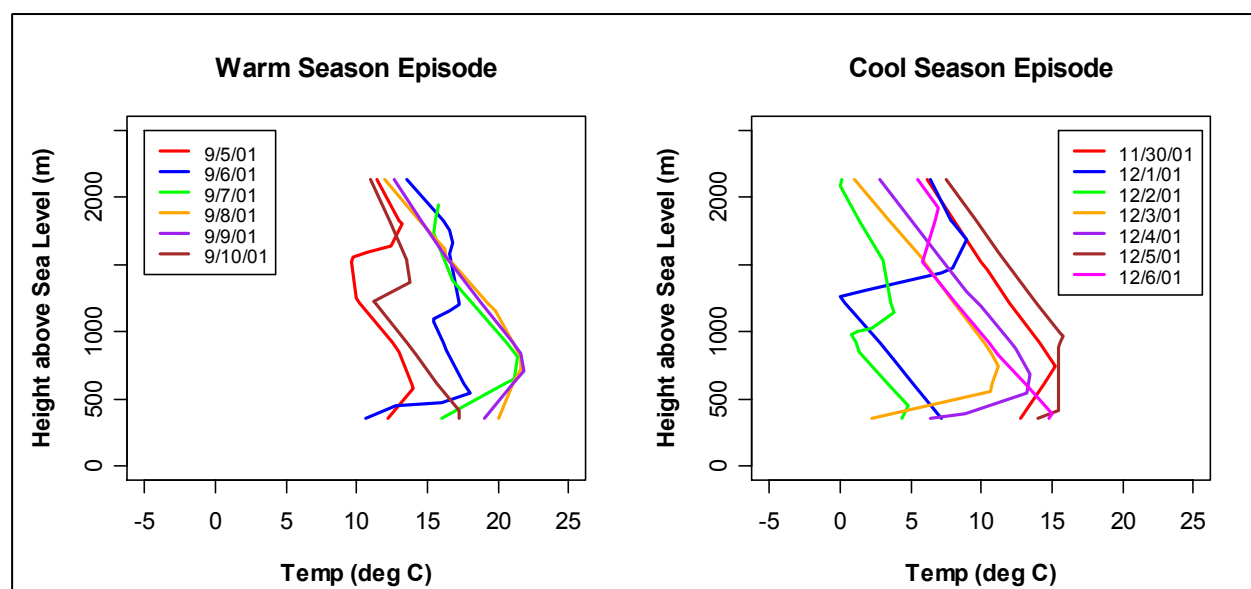 Warm Season Episode
Height above Sea Level (m)
2000
1000
500
0
9/5/01
9/6/01
9/7/01
9/8/01
9/9/01
9/10/01
-5 0 5 10 15 20 25
Temp (deg C)
Cool Season Episode
Height above Sea Level (m)
2000
1000
500
0
11/30/01
12/1/01
12/2/01
12/3/01
12/4/01
12/5/01
12/6/01
-5 0 5 10 15 20 25
Temp (deg C)